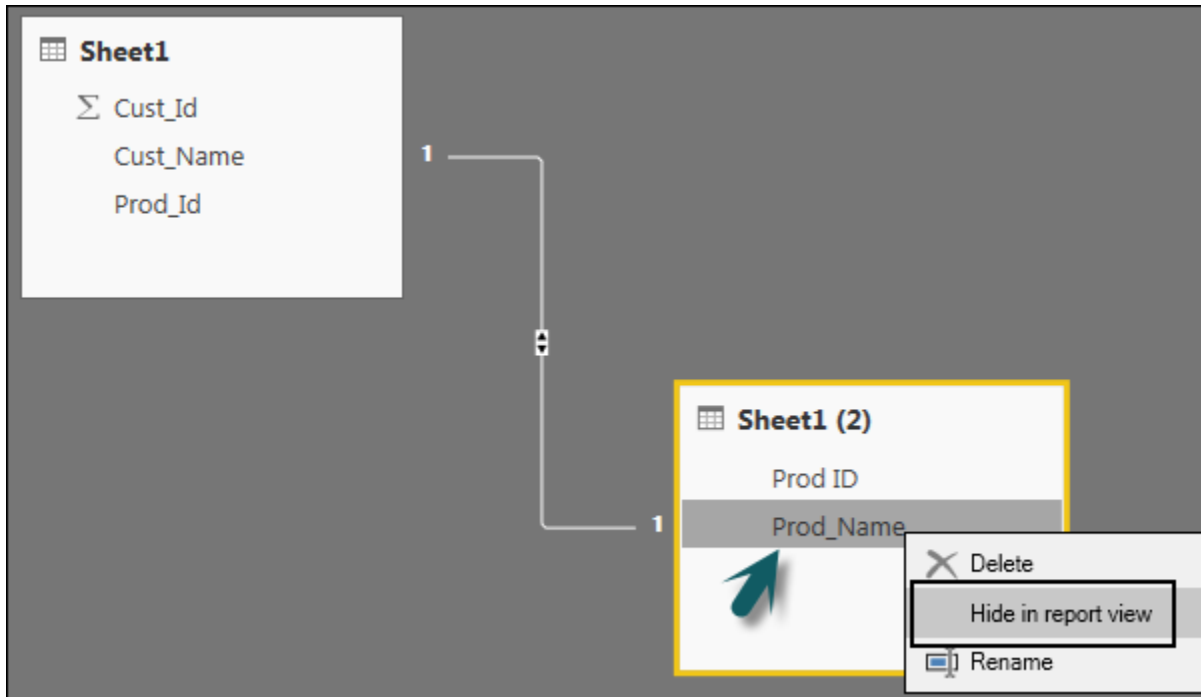 Sheet1
Σ Cust_Id
Cust_Name
Prod_Id
1
Sheet1 (2)
Prod ID
1
Prod_Name
Delete
Hide in report view
Rename